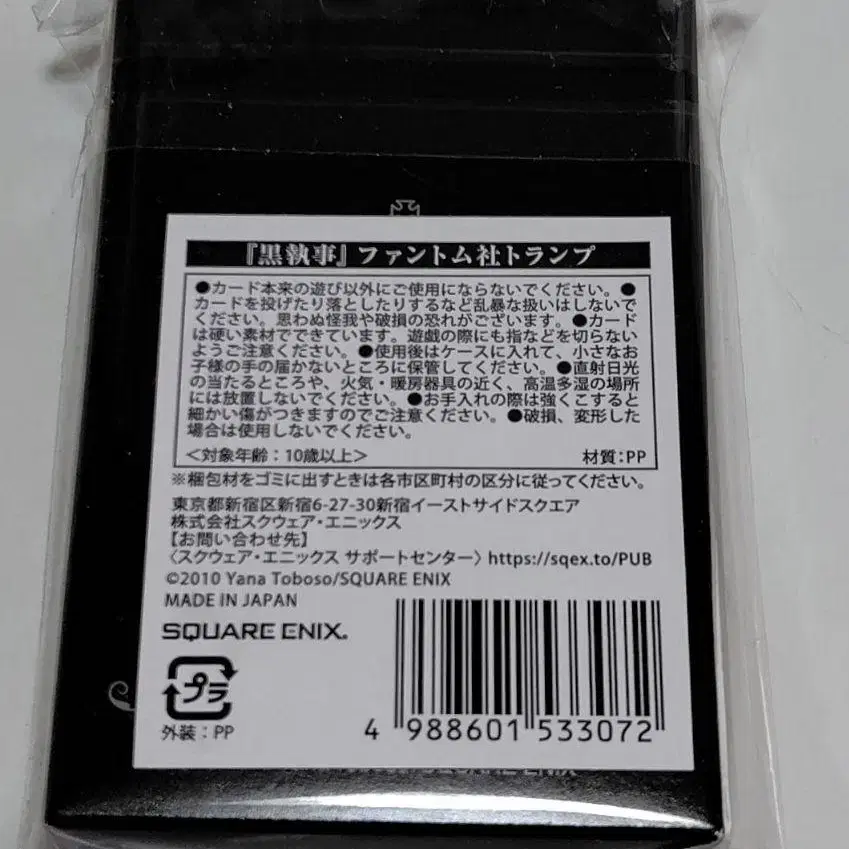 『黒執事』ファントム社トランプ
●カード本来の遊び以外にご使用にならないでください。●
カードを投げたり落としたりするなど乱暴な扱いはしないで
ください。思わぬ怪我や破損の恐れがございます。●カード
は硬い素材でできています。遊戯の際にも指などを切らない
ようご注意ください。●使用後はケースに入れて、小さなお
子様の手の届かないところに保管してください。●直射日光
の当たるところや、火気・暖房器具の近く、高温多湿の場所
には放置しないでください。●お手入れの際は強くこすると
細かい傷がつきますのでご注意ください。●破損、変形した
場合は使用しないでください。
＜対象年齢：10歳以上＞ 材質：PP
※梱包材をゴミに出すときは各市区町村の区分に従ってください。
東京都新宿区新宿6-27-30新宿イーストサイドスクエア
株式会社スクウェア・エニックス
【お問い合わせ先】
〈スクウェア・エニックス サポートセンター〉https://sqex.to/PUB
©2010 Yana Toboso/SQUARE ENIX
MADE IN JAPAN
SQUARE ENIX.
プラ
外装：PP
4 988601 533072
SQUARE ENIX